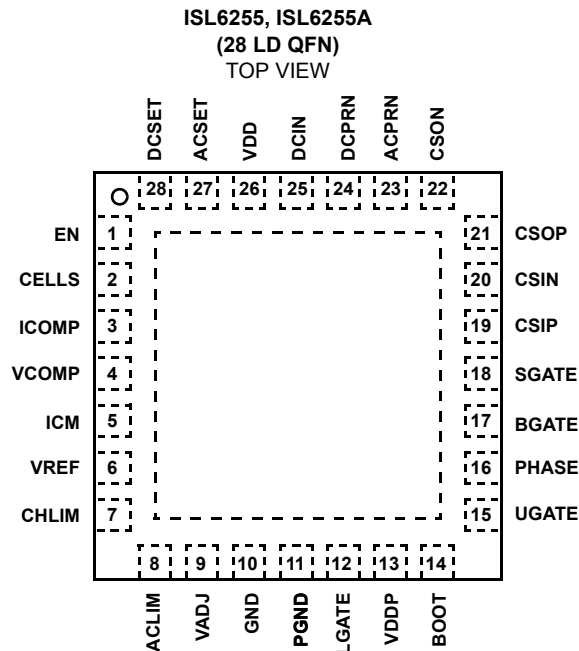 ISL6255, ISL6255A
(28 LD QFN)
TOP VIEW
DCSET
ACSET
VDD
DCIN
DCPRN
ACPRN
CSON
28
27
26
25
24
23
22
EN
1
21
CSOP
CELLS
2
20
CSIN
ICOMP
3
19
CSIP
VCOMP
4
18
SGATE
ICM
5
17
BGATE
VREF
6
16
PHASE
CHLIM
7
15
UGATE
8
9
10
11
12
13
14
ACLIM
VADJ
GND
PGND
LGATE
VDDP
BOOT